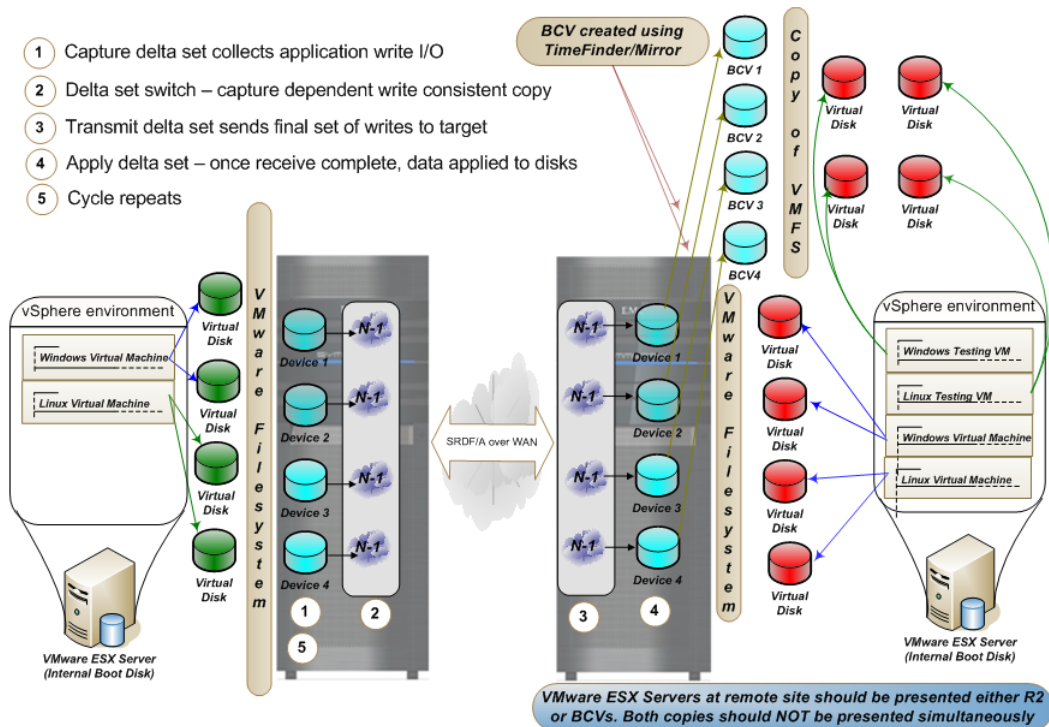 1 Capture delta set collects application write I/O
2 Delta set switch – capture dependent write consistent copy
3 Transmit delta set sends final set of writes to target
4 Apply delta set – once receive complete, data applied to disks
5 Cycle repeats
vSphere environment
Windows Virtual Machine
Linux Virtual Machine
VMware ESX Server
(Internal Boot Disk)
Virtual
Disk
Virtual
Disk
Virtual
Disk
Virtual
Disk
VMware Filesystem
Device 1
Device 2
Device 3
Device 4
N-1
N-1
N-1
N-1
1
2
5
SRDF/A over WAN
BCV created using
TimeFinder/Mirror
N-1
N-1
N-1
N-1
Device 1
Device 2
Device 3
Device 4
3
4
BCV 1
BCV 2
BCV 3
BCV4
Copy of VMFS
VMware Filesystem
Virtual
Disk
Virtual
Disk
Virtual
Disk
Virtual
Disk
Virtual
Disk
Virtual
Disk
Virtual
Disk
Virtual
Disk
vSphere environment
Windows Testing VM
Linux Testing VM
Windows Virtual Machine
Linux Virtual Machine
VMware ESX Server
(Internal Boot Disk)
VMware ESX Servers at remote site should be presented either R2
or BCVs. Both copies should NOT be presented simultaneously